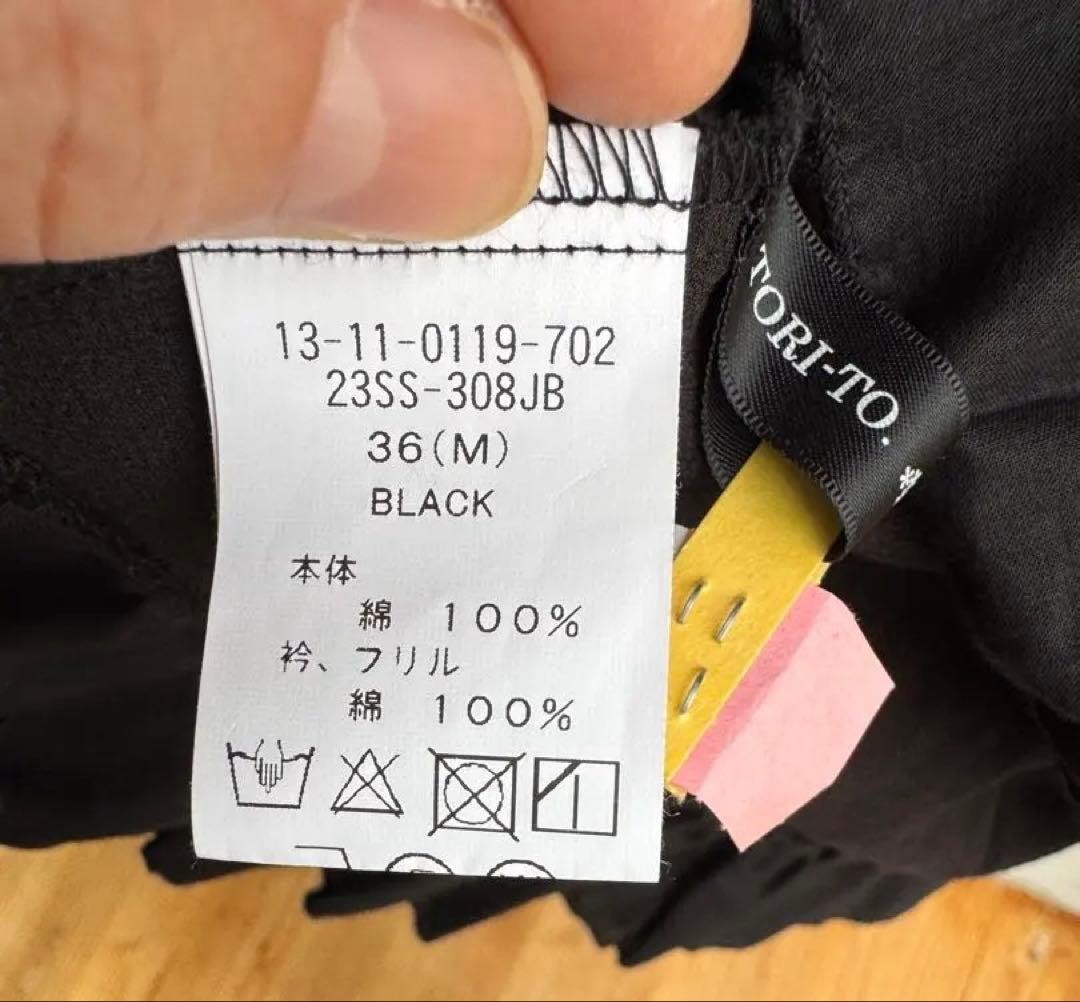 13-11-0119-702
23SS-308JB
36(M)
BLACK
本体
綿 100%
衿、フリル
綿 100%
TORI-TO.